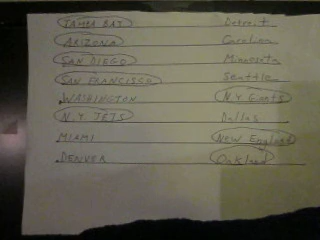 TAMPA BAY Detroit
ARIZONA Carolina
SAN DIEGO Minnesota
SAN FRANCISCO Seattle
WASHINGTON N.Y. Giants
N.Y. JETS Dallas
MIAMI New England
DENVER Oakland